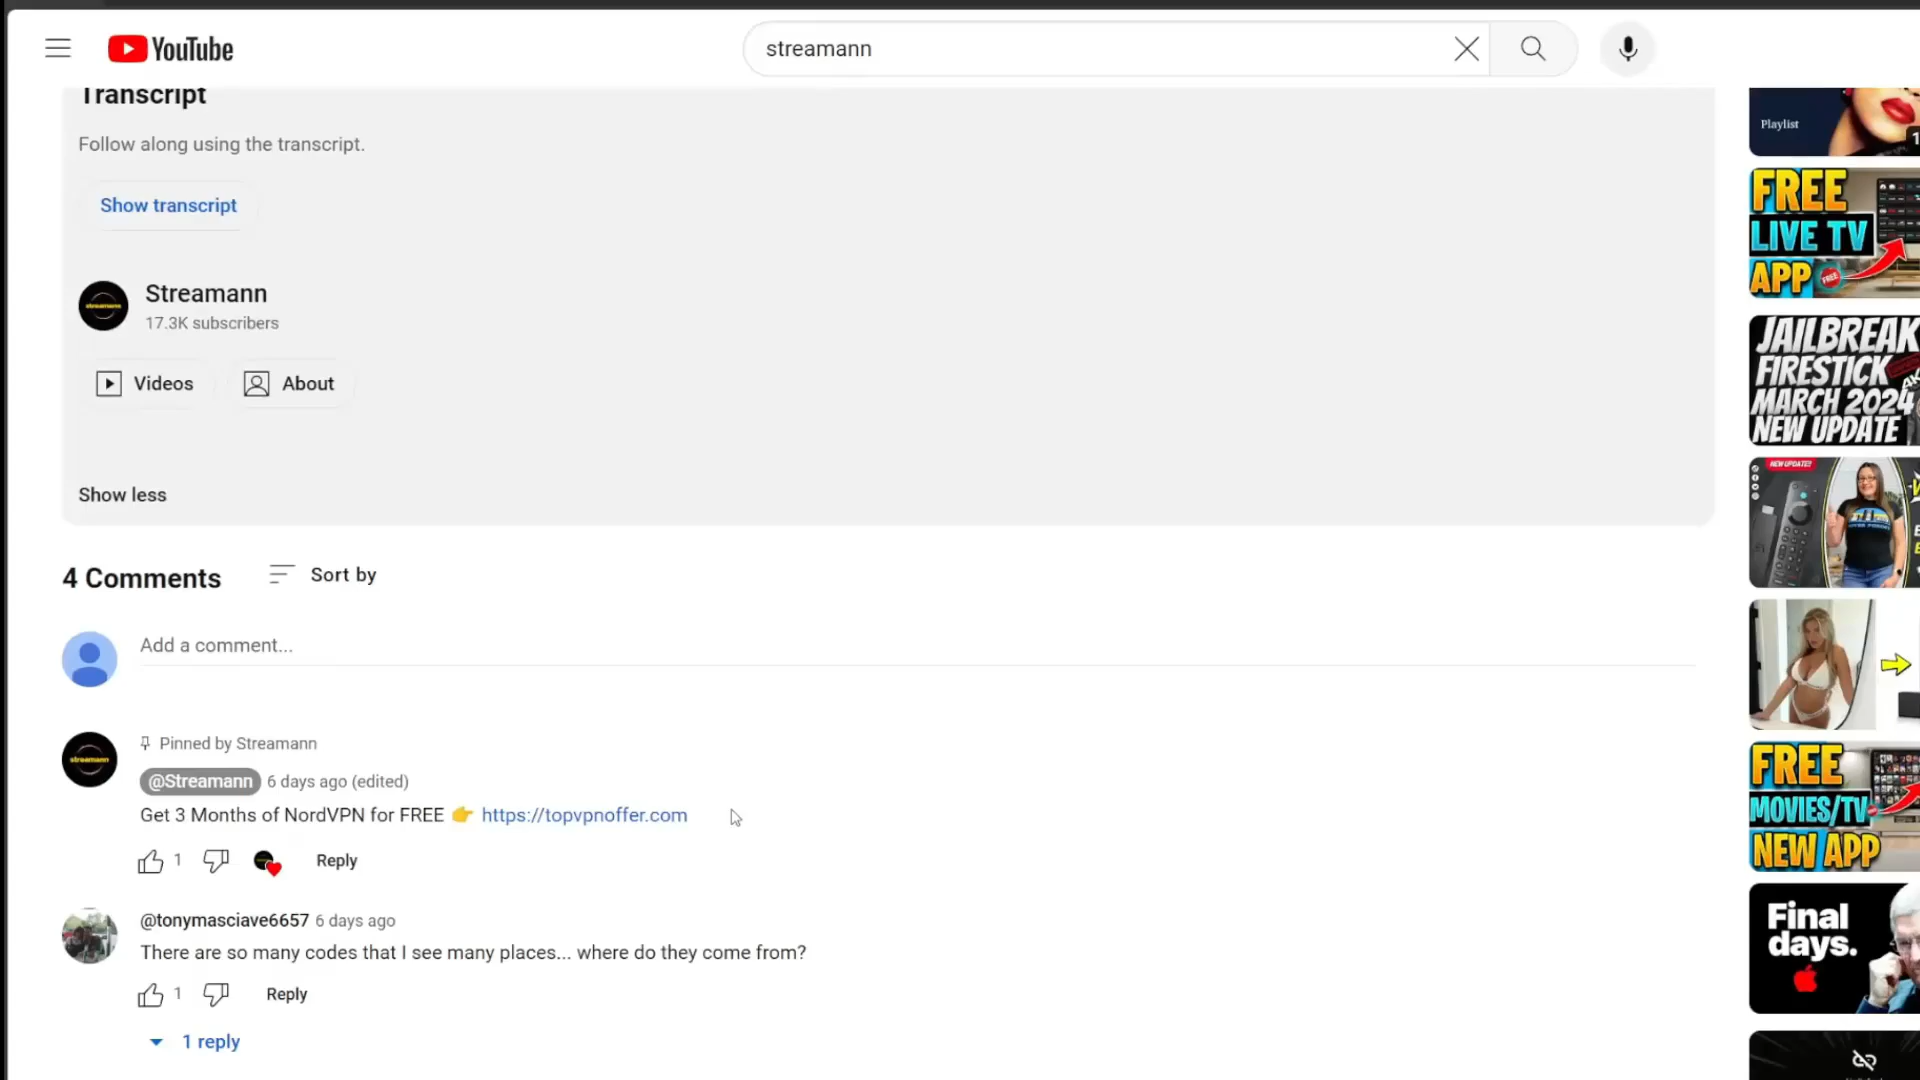 YouTube
streamann
Transcript
Follow along using the transcript.
Show transcript
Streamann
17.3K subscribers
Videos
About
Show less
4 Comments
Sort by
Add a comment...
streamann
Pinned by Streamann
@Streamann 6 days ago (edited)
Get 3 Months of NordVPN for FREE 👉 https://topvpnoffer.com
1
Reply
@tonymasciave6657 6 days ago
There are so many codes that I see many places... where do they come from?
1
Reply
1 reply
Playlist
FREE
LIVE TV
APP
FREE
JAILBREAK
FIRESTICK
MARCH 2024
NEW UPDATE
NEW UPDATE!
FREE
MOVIES/TV
NEW APP
Final
days.